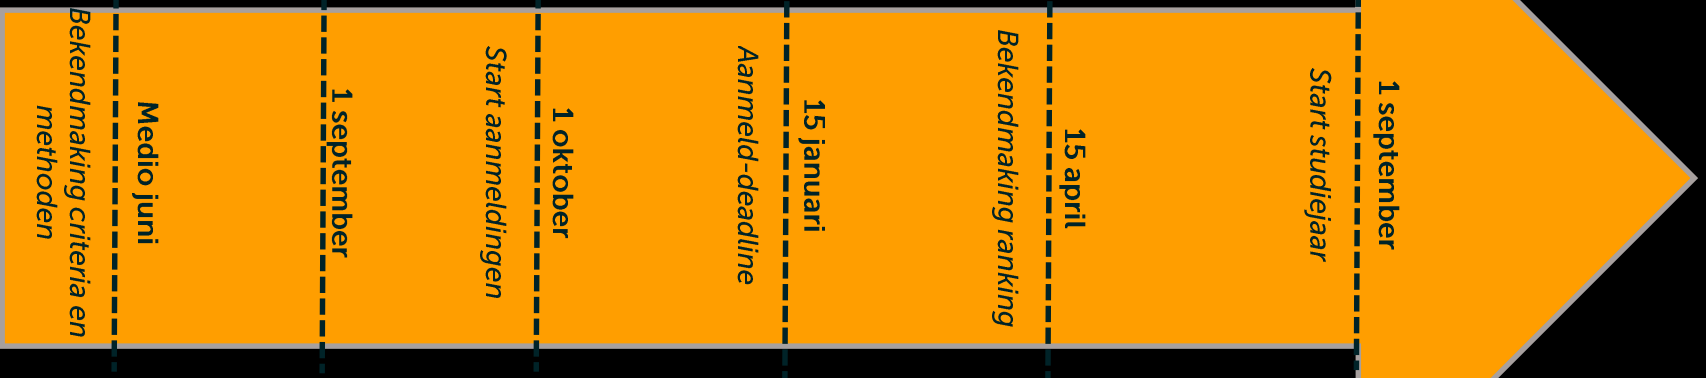 Medio juni
Bekendmaking criteria en
methoden
1 september
1 oktober
Start aanmeldingen
15 januari
Aanmeld-deadline
15 april
Bekendmaking ranking
1 september
Start studiejaar